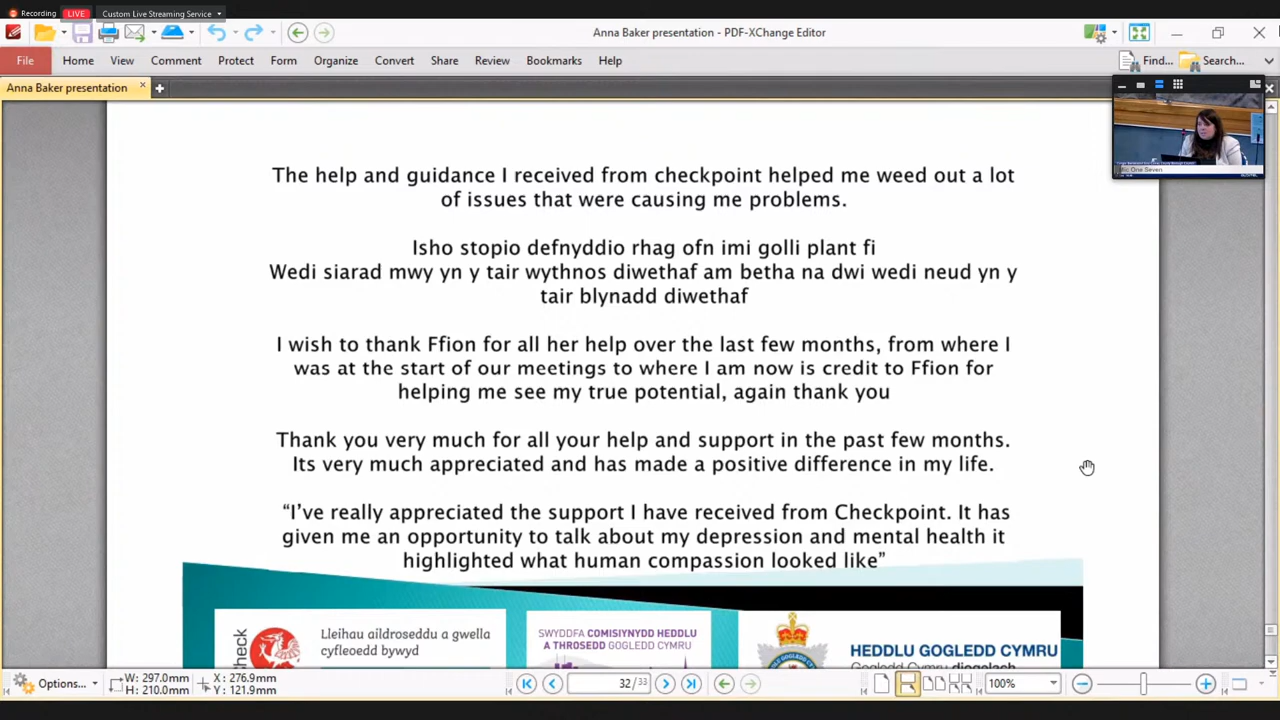 Recording
LIVE
Custom Live Streaming Service
Anna Baker presentation - PDF-XChange Editor
File Home View Comment Protect Form Organize Convert Share Review Bookmarks Help
Find... Search...
Anna Baker presentation
The help and guidance I received from checkpoint helped me weed out a lot
of issues that were causing me problems.
Isho stopio defnyddio rhag ofn imi golli plant fi
Wedi siarad mwy yn y tair wythnos diwethaf am betha na dwi wedi neud yn y
tair blynadd diwethaf
I wish to thank Ffion for all her help over the last few months, from where I
was at the start of our meetings to where I am now is credit to Ffion for
helping me see my true potential, again thank you
Thank you very much for all your help and support in the past few months.
Its very much appreciated and has made a positive difference in my life.
“I’ve really appreciated the support I have received from Checkpoint. It has
given me an opportunity to talk about my depression and mental health it
highlighted what human compassion looked like”
check
Lleihau aildroseddu a gwella
cyfleoedd bywyd
SWYDDFA COMISIYNYDD HEDDLU
A THROSEDD GOGLEDD CYMRU
HEDDLU GOGLEDD CYMRU
Gogledd Cymru diogelach
Options...
W: 297.0mm
H: 210.0mm
X: 276.9mm
Y: 121.9mm
32/33
100%